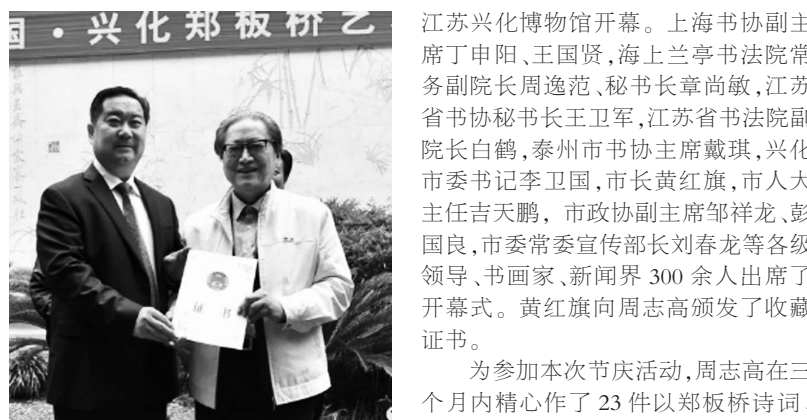 国·兴化郑板桥艺
证 书
江苏兴化博物馆开幕。上海书协副主
席丁申阳、王国贤,海上兰亭书法院常
务副院长周逸范、秘书长章尚敏,江苏
省书协秘书长王卫军,江苏省书法院副
院长白鹤,泰州市书协主席戴琪,兴化
市委书记李卫国,市长黄红旗,市人大
主任吉天鹏,市政协副主席邹祥龙、彭
国良,市委常委宣传部长刘春龙等各级
领导、书画家、新闻界 300 余人出席了
开幕式。黄红旗向周志高颁发了收藏
证书。
为参加本次节庆活动,周志高在三
个月内精心作了 23 件以郑板桥诗词